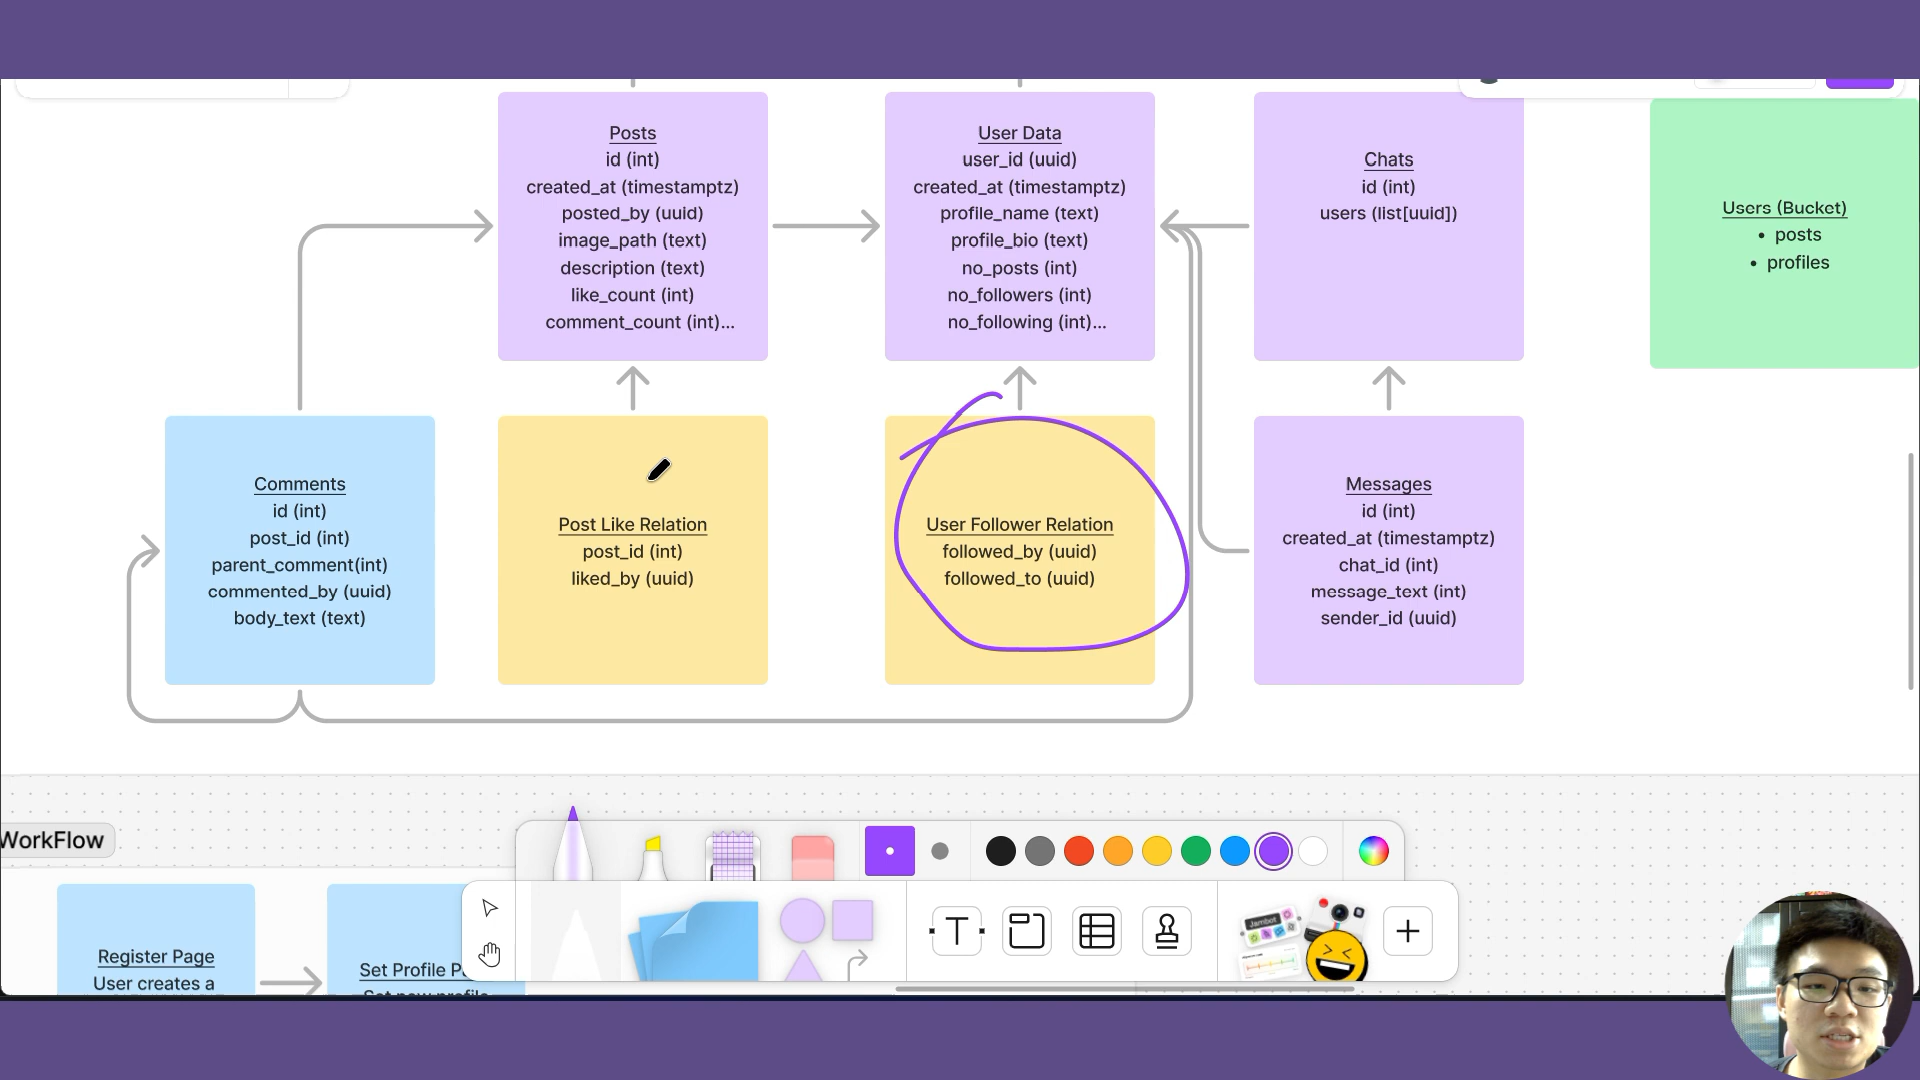 Posts
id (int)
created_at (timestamptz)
posted_by (uuid)
image_path (text)
description (text)
like_count (int)
comment_count (int)...
User Data
user_id (uuid)
created_at (timestamptz)
profile_name (text)
profile_bio (text)
no_posts (int)
no_followers (int)
no_following (int)...
Chats
id (int)
users (list[uuid])
Users (Bucket)
• posts
• profiles
Comments
id (int)
post_id (int)
parent_comment(int)
commented_by (uuid)
body_text (text)
Post Like Relation
post_id (int)
liked_by (uuid)
User Follower Relation
followed_by (uuid)
followed_to (uuid)
Messages
id (int)
created_at (timestamptz)
chat_id (int)
message_text (int)
sender_id (uuid)
WorkFlow
Register Page
User creates a
Set Profile
Set new profile
T
Jambot